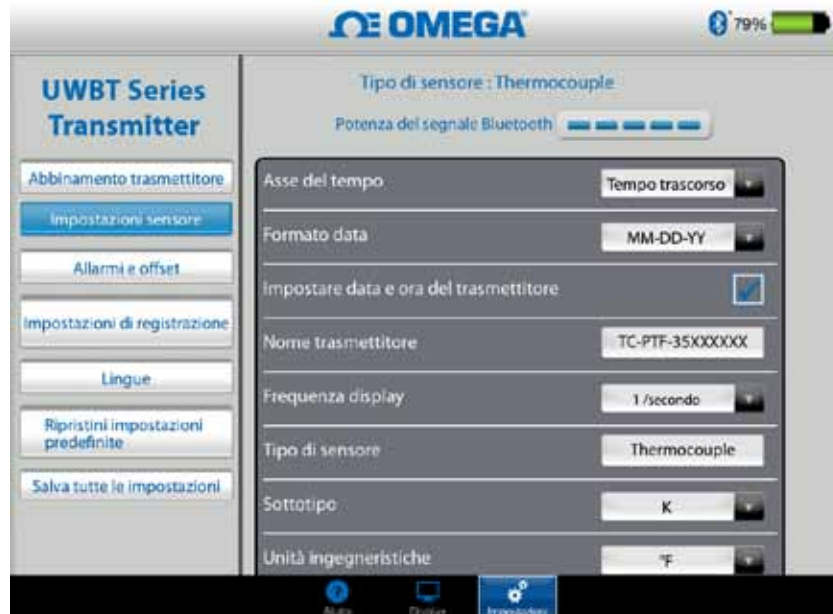 OMEGA
79%
UWBT Series
Transmitter
Abbinamento trasmettitore
Impostazioni sensore
Allarmi e offset
Impostazioni di registrazione
Lingue
Ripristini impostazioni
predefinite
Salva tutte le impostazioni
Tipo di sensore : Thermocouple
Potenza del segnale Bluetooth
Asse del tempo
Tempo trascorso
Formato data
MM-DD-YY
Impostare data e ora del trasmettitore
Nome trasmettitore
TC-PTF-35XXXXXX
Frequenza display
1 /secondo
Tipo di sensore
Thermocouple
Sottotipo
K
Unità ingegneristiche
°F
Display
Impostazioni